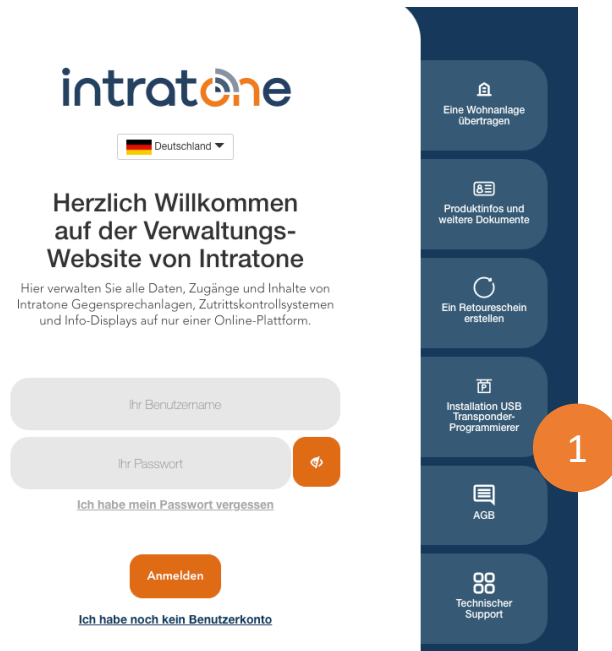 intratone
Deutschland
Herzlich Willkommen
auf der Verwaltungs-
Website von Intratone
Hier verwalten Sie alle Daten, Zugänge und Inhalte von
Intratone Gegensprechanlagen, Zutrittskontrollsystemen
und Info-Displays auf nur einer Online-Plattform.
Ihr Benutzername
Ihr Passwort
Ich habe mein Passwort vergessen
Anmelden
Ich habe noch kein Benutzerkonto
Eine Wohnanlage
übertragen
Produktinfos und
weitere Dokumente
Ein Retoureschein
erstellen
P
Installation USB
Transponder-
Programmierer
1
AGB
Technischer
Support